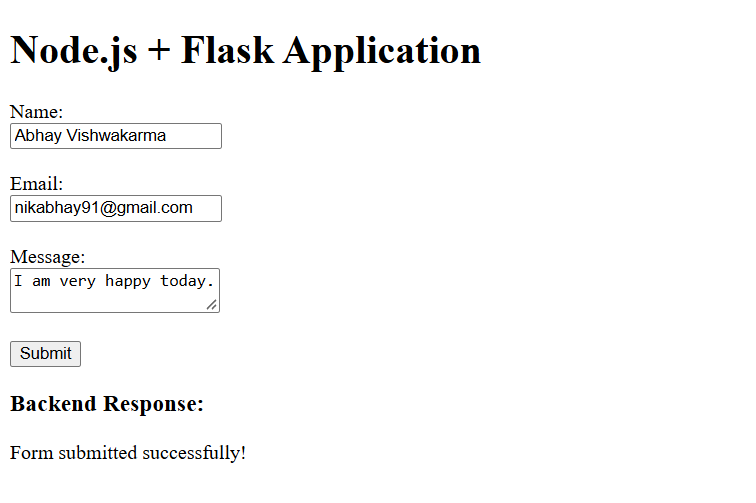 Node.js + Flask Application
Name:
Abhay Vishwakarma
Email:
nikabhay91@gmail.com
Message:
I am very happy today.
Submit
Backend Response:
Form submitted successfully!